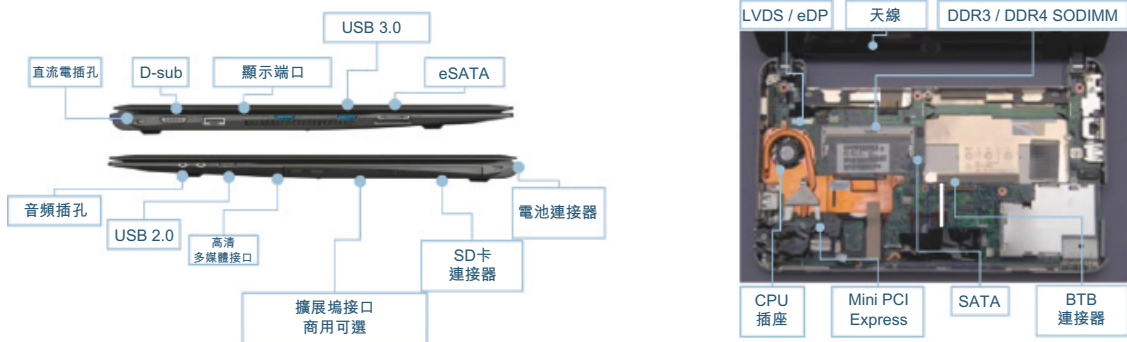 USB 3.0
直流電插孔
D-sub
顯示端口
eSATA
音頻插孔
USB 2.0
高清
多媒體接口
擴展塢接口
商用可選
SD卡
連接器
電池連接器
LVDS / eDP
天線
DDR3 / DDR4 SODIMM
CPU
插座
Mini PCI
Express
SATA
BTB
連接器